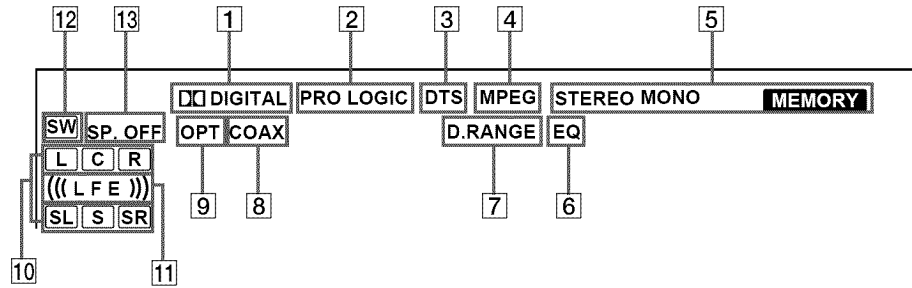 12 13 1 2 3 4 5
DIGITAL PRO LOGIC DTS MPEG STEREO MONO MEMORY
SW SP. OFF OPT COAX D.RANGE EQ
L C R
((( L F E )))
SL S SR
10 11 9 8 7 6